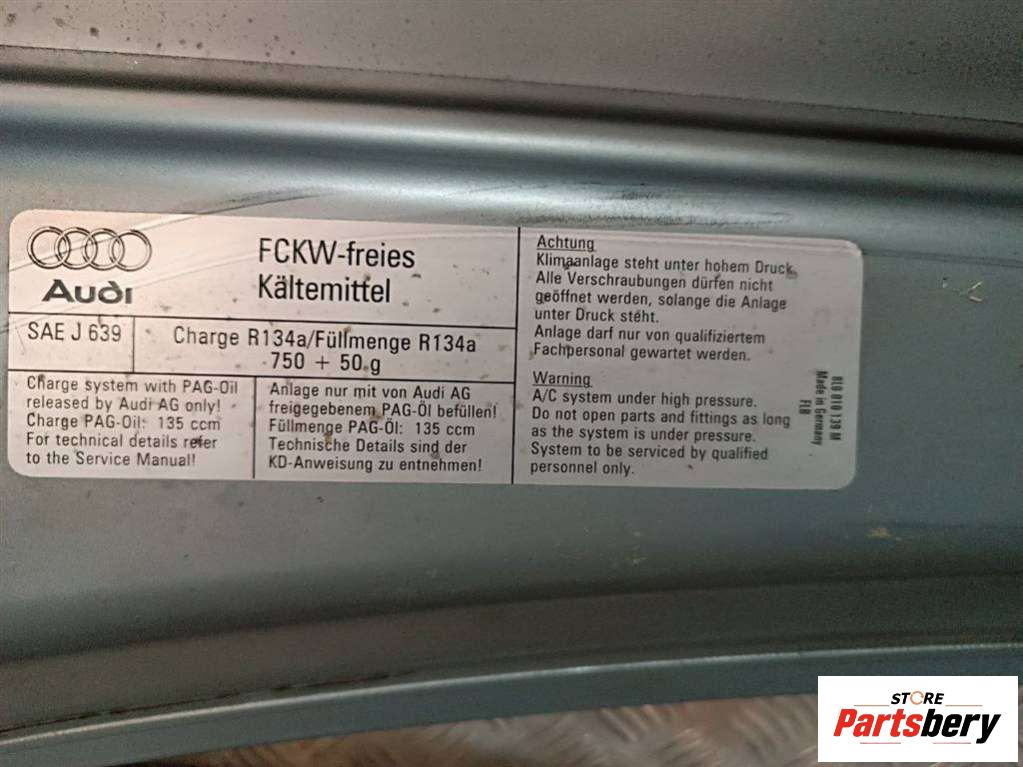 Audi
FCKW-freies
Kältemittel
SAE J 639
Charge R134a/Füllmenge R134a
750 + 50 g
Charge system with PAG-Oil
released by Audi AG only!
Charge PAG-Oil: 135 ccm
For technical details refer
to the Service Manual!
Anlage nur mit von Audi AG
freigegebenem PAG-Öl befüllen!
Füllmenge PAG-Öl: 135 ccm
Technische Details sind der
KD-Anweisung zu entnehmen!
Achtung
Klimaanlage steht unter hohem Druck.
Alle Verschraubungen dürfen nicht
geöffnet werden, solange die Anlage
unter Druck steht.
Anlage darf nur von qualifiziertem
Fachpersonal gewartet werden.
Warning
A/C system under high pressure.
Do not open parts and fittings as long
as the system is under pressure.
System to be serviced by qualified
personnel only.
8L0 010 139 M
Made in Germany
FLB
STORE
Partsbery